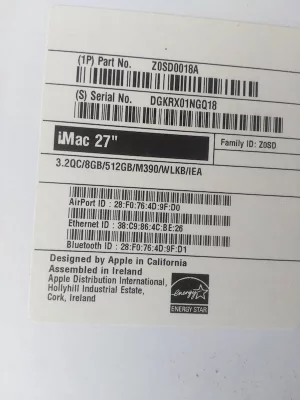 (1P) Part No. Z0SD0018A
(S) Serial No. DGKRX01NGQ18
iMac 27"
Family ID: Z0SD
3.2QC/8GB/512GB/M390/WLKB/IEA
AirPort ID : 28:F0:76:4D:9F:D0
Ethernet ID : 38:C9:86:4C:BE:26
Bluetooth ID : 28:F0:76:4D:9F:D1
Designed by Apple in California
Assembled in Ireland
Apple Distribution International,
Hollyhill Industrial Estate,
Cork, Ireland
energy
ENERGY STAR